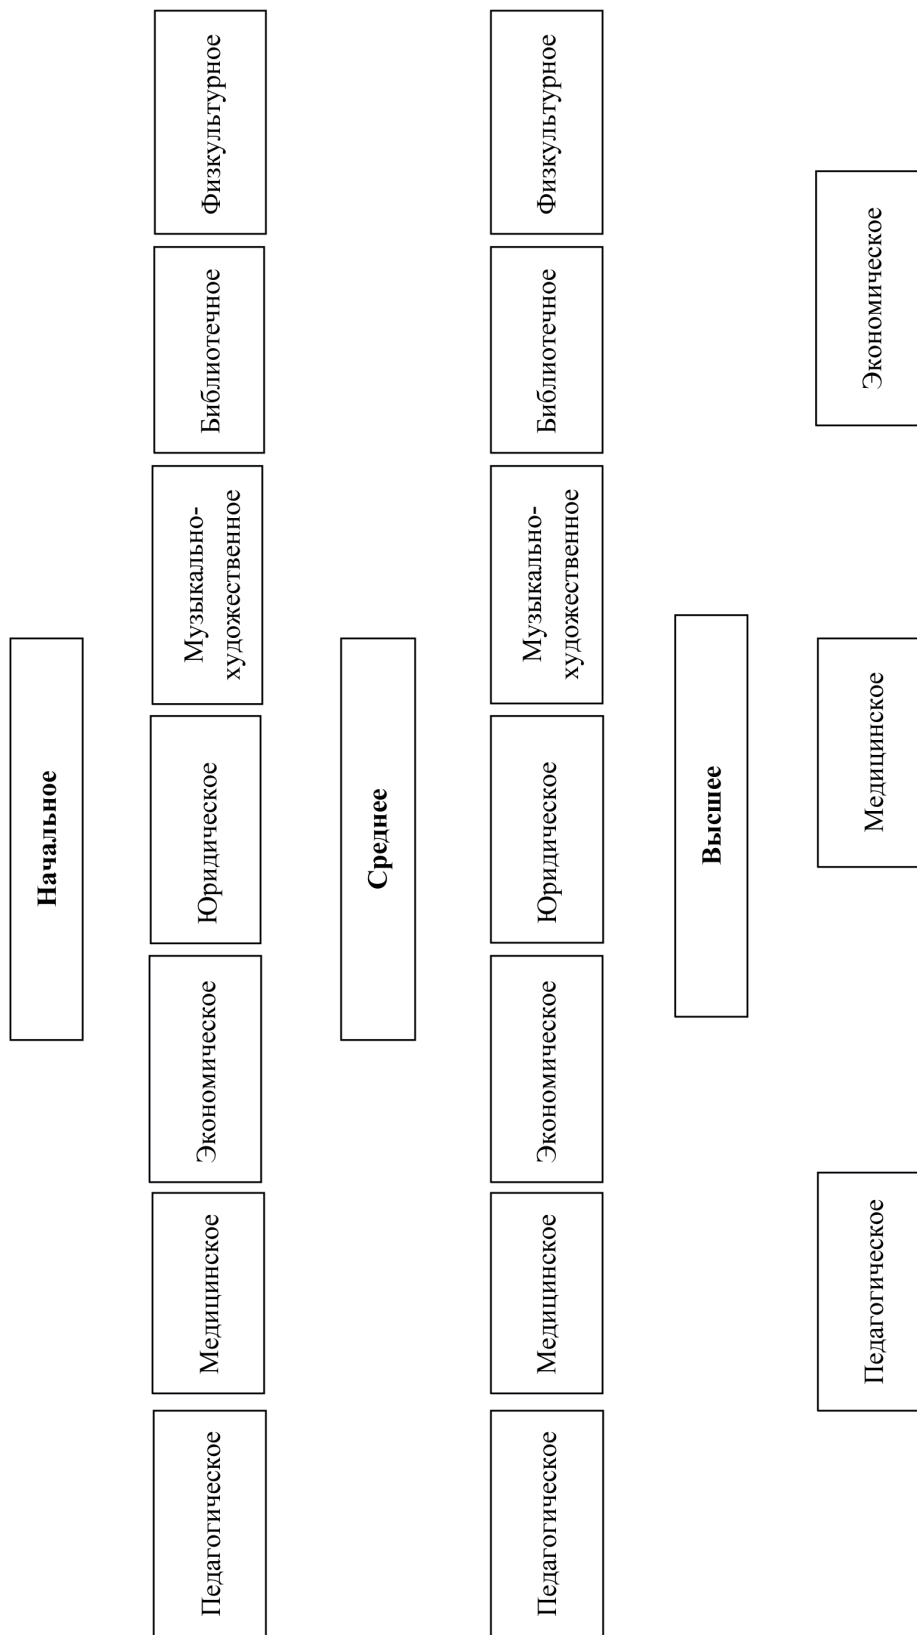 Начальное
Педагогическое
Медицинское
Экономическое
Юридическое
Музыкально-
художественное
Библиотечное
Физкультурное
Среднее
Педагогическое
Медицинское
Экономическое
Юридическое
Музыкально-
художественное
Библиотечное
Физкультурное
Высшее
Педагогическое
Медицинское
Экономическое